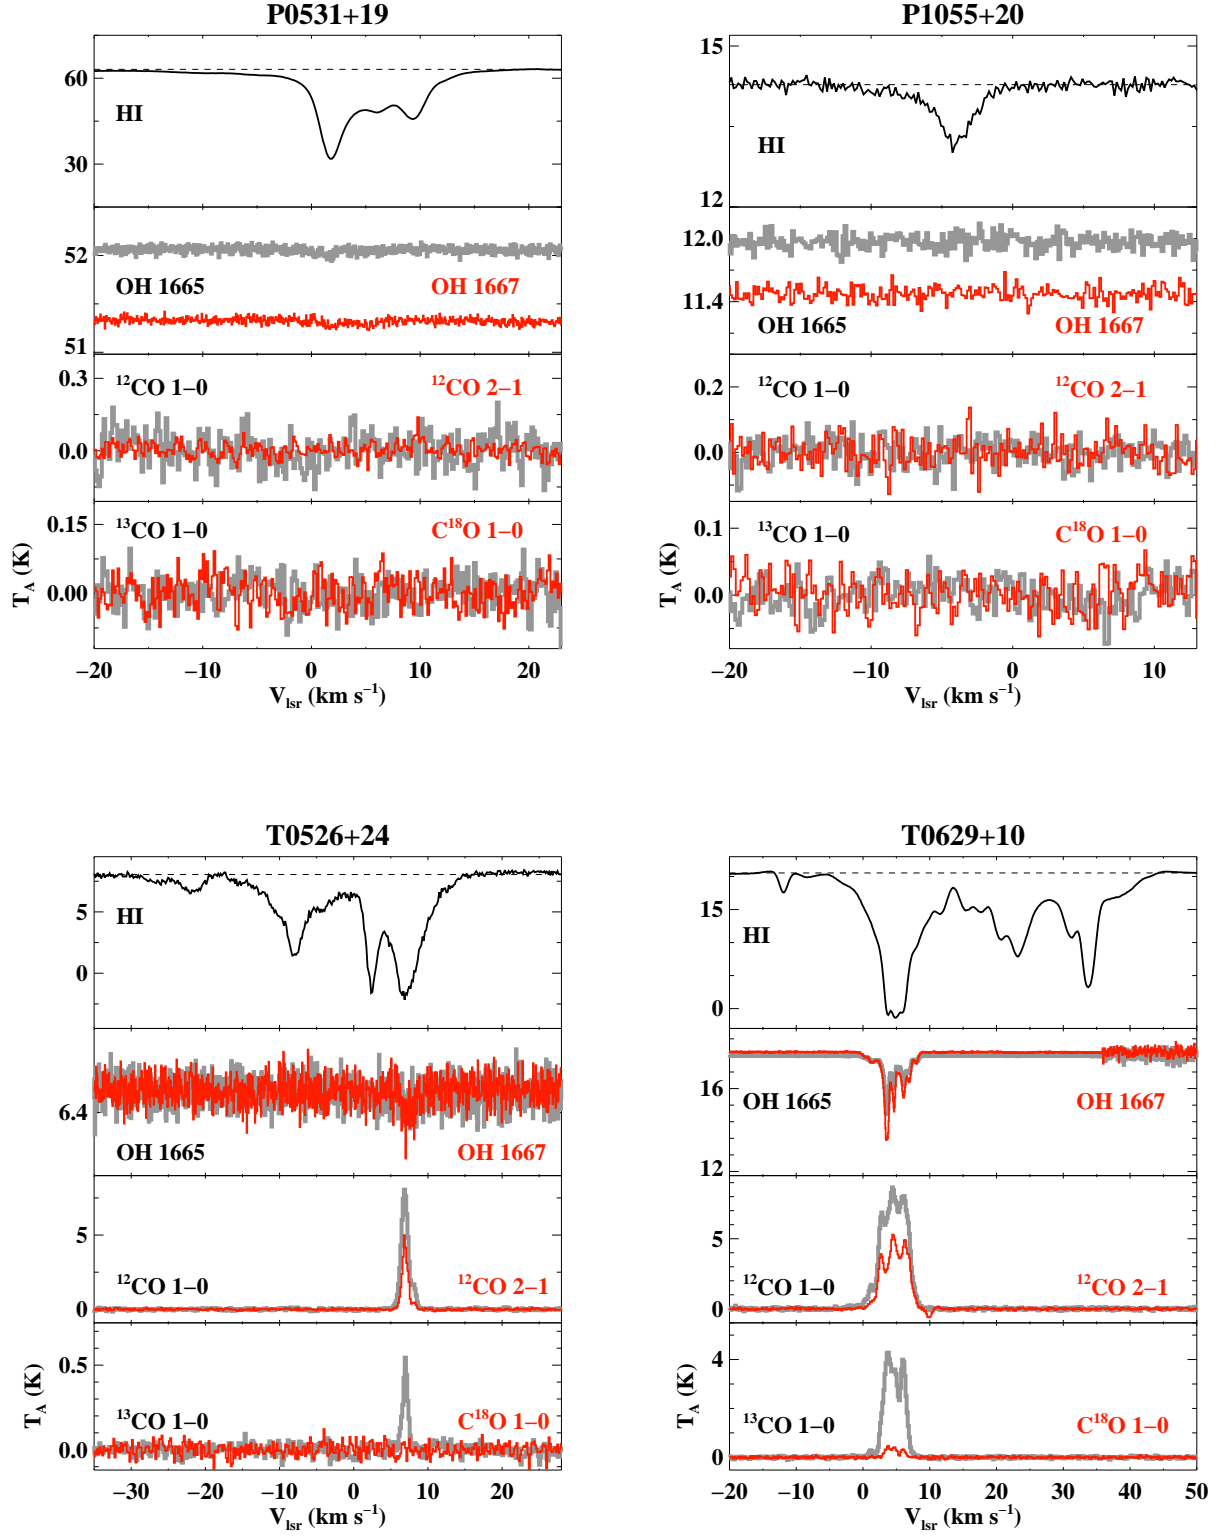 P0531+19
60
30
HI
52
51
OH 1665
OH 1667
0.3
0.0
¹²CO 1−0
¹²CO 2−1
0.15
0.00
¹³CO 1−0
C¹⁸O 1−0
T_A (K)
−20 −10 0 10 20
V_lsr (km s⁻¹)
P1055+20
15
12
HI
12.0
11.4
OH 1665
OH 1667
0.2
0.0
¹²CO 1−0
¹²CO 2−1
0.1
0.0
¹³CO 1−0
C¹⁸O 1−0
T_A (K)
−20 −10 0 10
V_lsr (km s⁻¹)
T0526+24
5
0
HI
6.4
OH 1665
OH 1667
5
0
¹²CO 1−0
¹²CO 2−1
0.5
0.0
¹³CO 1−0
C¹⁸O 1−0
T_A (K)
−30 −20 −10 0 10 20
V_lsr (km s⁻¹)
T0629+10
15
0
HI
16
12
OH 1665
OH 1667
5
0
¹²CO 1−0
¹²CO 2−1
4
0
¹³CO 1−0
C¹⁸O 1−0
T_A (K)
−20 −10 0 10 20 30 40 50
V_lsr (km s⁻¹)